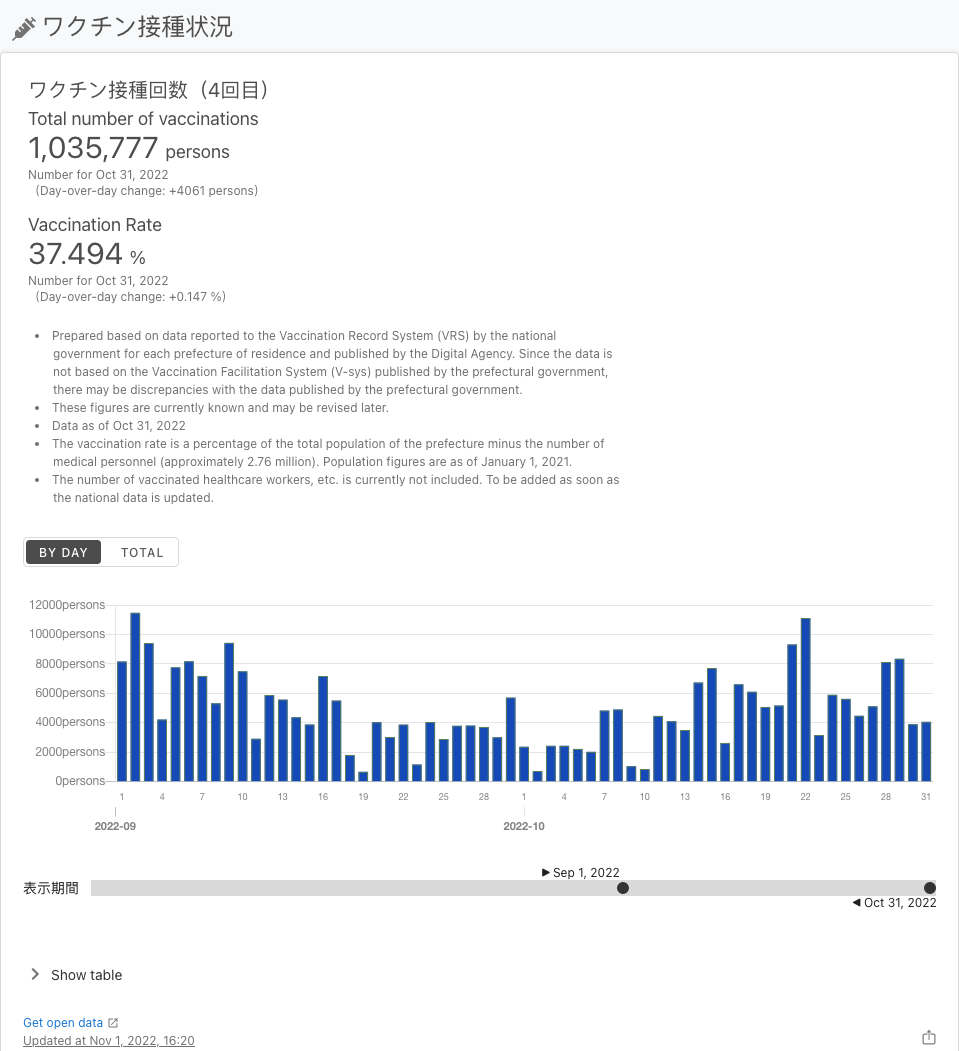 ワクチン接種状況
ワクチン接種回数（4回目）
Total number of vaccinations
1,035,777 persons
Number for Oct 31, 2022
(Day-over-day change: +4061 persons)
Vaccination Rate
37.494 %
Number for Oct 31, 2022
(Day-over-day change: +0.147 %)
• Prepared based on data reported to the Vaccination Record System (VRS) by the national
government for each prefecture of residence and published by the Digital Agency. Since the data is
not based on the Vaccination Facilitation System (V-sys) published by the prefectural government,
there may be discrepancies with the data published by the prefectural government.
• These figures are currently known and may be revised later.
• Data as of Oct 31, 2022
• The vaccination rate is a percentage of the total population of the prefecture minus the number of
medical personnel (approximately 2.76 million). Population figures are as of January 1, 2021.
• The number of vaccinated healthcare workers, etc. is currently not included. To be added as soon as
the national data is updated.
BY DAY TOTAL
12000persons
10000persons
8000persons
6000persons
4000persons
2000persons
0persons
1 4 7 10 13 16 19 22 25 28 1 4 7 10 13 16 19 22 25 28 31
2022-09 2022-10
Sep 1, 2022
表示期間
Oct 31, 2022
Show table
Get open data
Updated at Nov 1, 2022, 16:20